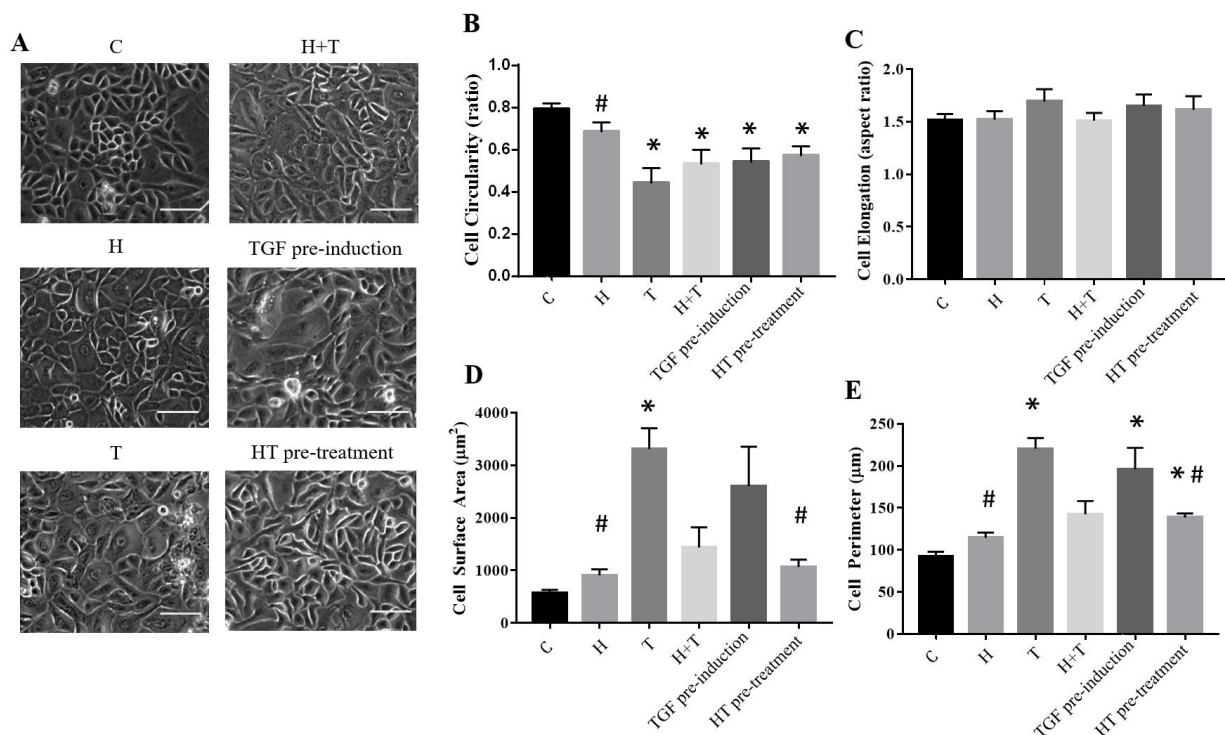 A
C
H+T
H
TGF pre-induction
T
HT pre-treatment
B
Cell Circularity (ratio)
1.0
0.8
0.6
0.4
0.2
0.0
#
*
*
*
*
C
H
T
H+T
TGF pre-induction
HT pre-treatment
C
Cell Elongation (aspect ratio)
2.0
1.5
1.0
0.5
0.0
C
H
T
H+T
TGF pre-induction
HT pre-treatment
D
Cell Surface Area (μm²)
4000
3000
2000
1000
0
#
*
#
C
H
T
H+T
TGF pre-induction
HT pre-treatment
E
Cell Perimeter (μm)
250
200
150
100
50
0
#
*
*
* #
C
H
T
H+T
TGF pre-induction
HT pre-treatment